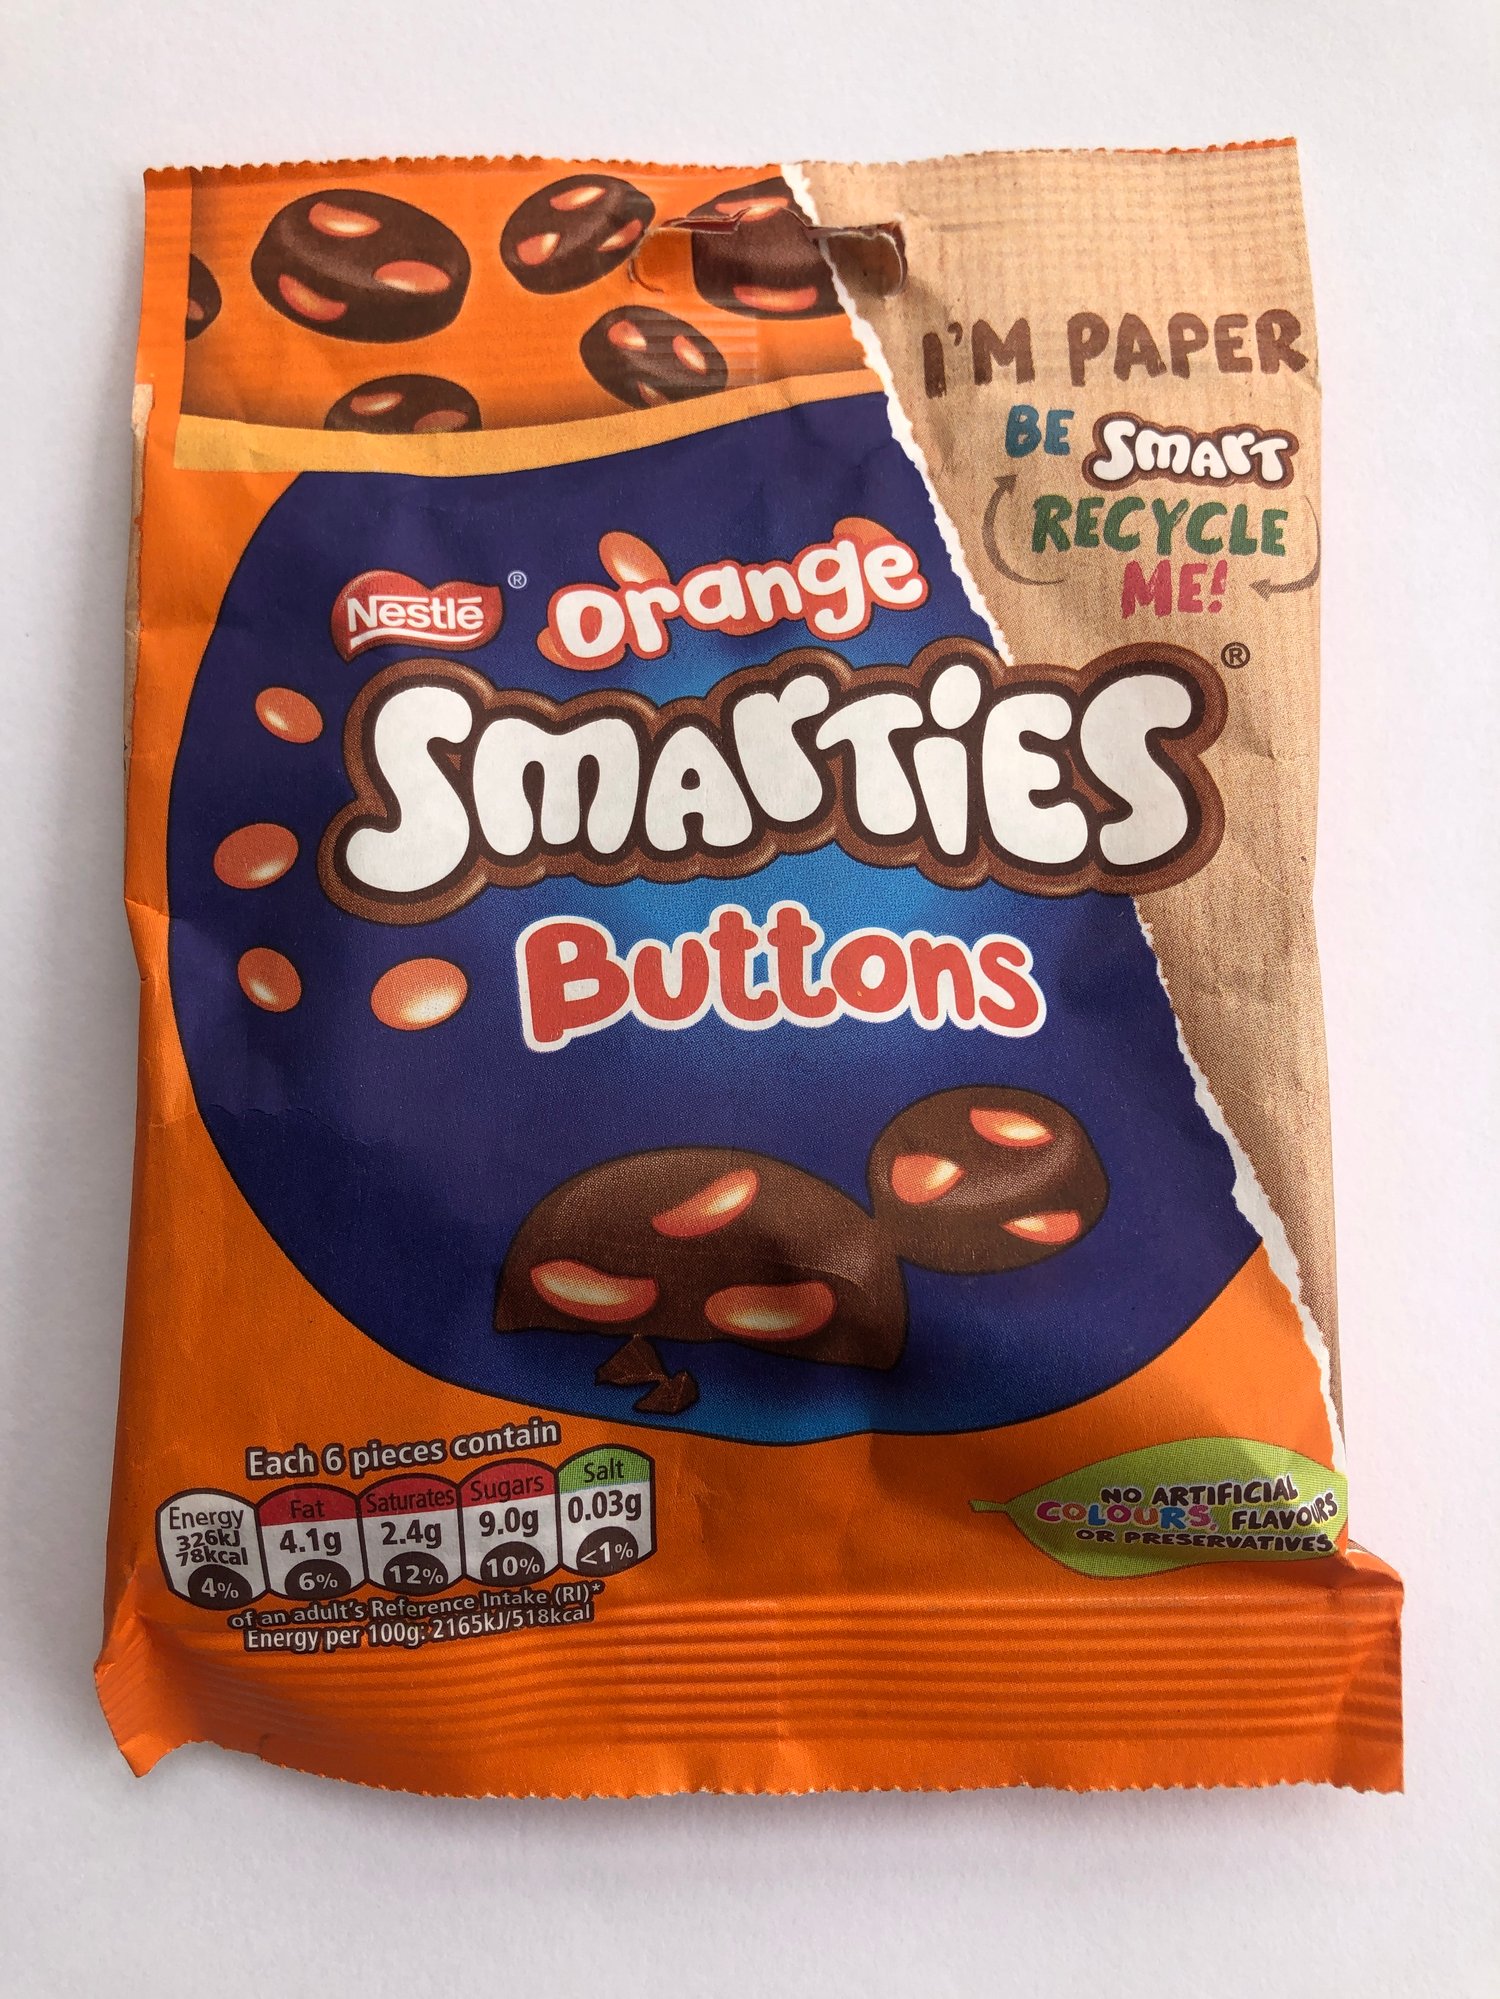 I'M PAPER
BE SMART
RECYCLE
ME!
Nestlé ®
orange
SMARTIES ®
Buttons
Each 6 pieces contain
Energy 326kJ 78kcal 4%
Fat 4.1g 6%
Saturates 2.4g 12%
Sugars 9.0g 10%
Salt 0.03g <1%
of an adult's Reference Intake (RI)*
Energy per 100g: 2165kJ/518kcal
NO ARTIFICIAL
COLOURS, FLAVOURS
OR PRESERVATIVES